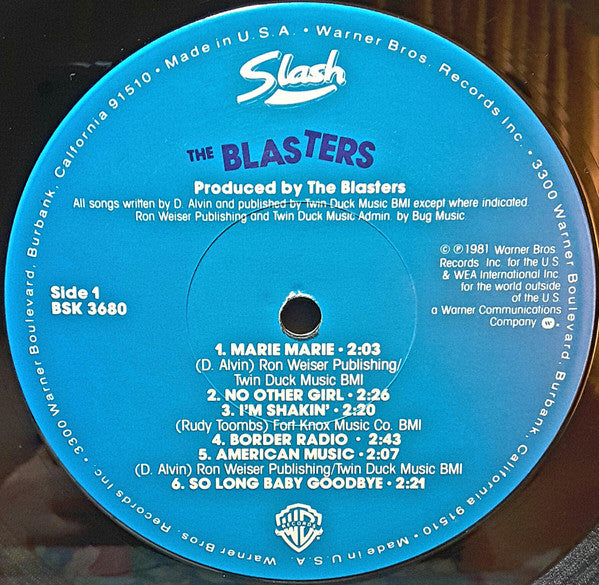 3300 Warner Boulevard, Burbank, California 91510 • Made in U.S.A. • Warner Bros. Records Inc. • 3300 Warner Boulevard, Burbank, California 91510 • Made in U.S.A. • Warner Bros. Records Inc. •
Slash
THE BLASTERS
Produced by The Blasters
All songs written by D. Alvin and published by Twin Duck Music BMI except where indicated.
Ron Weiser Publishing and Twin Duck Music Admin. by Bug Music.
© ℗ 1981 Warner Bros.
Records Inc. for the U.S.
& WEA International Inc.
for the world outside
of the U.S.
a Warner Communications
Company W.
Side 1
BSK 3680
1. MARIE MARIE • 2:03
(D. Alvin) Ron Weiser Publishing/
Twin Duck Music BMI
2. NO OTHER GIRL • 2:26
3. I'M SHAKIN' • 2:20
(Rudy Toombs) Fort Knox Music Co. BMI
4. BORDER RADIO • 2:43
5. AMERICAN MUSIC • 2:07
(D. Alvin) Ron Weiser Publishing/Twin Duck Music BMI
6. SO LONG BABY GOODBYE • 2:21
WB
RECORDS